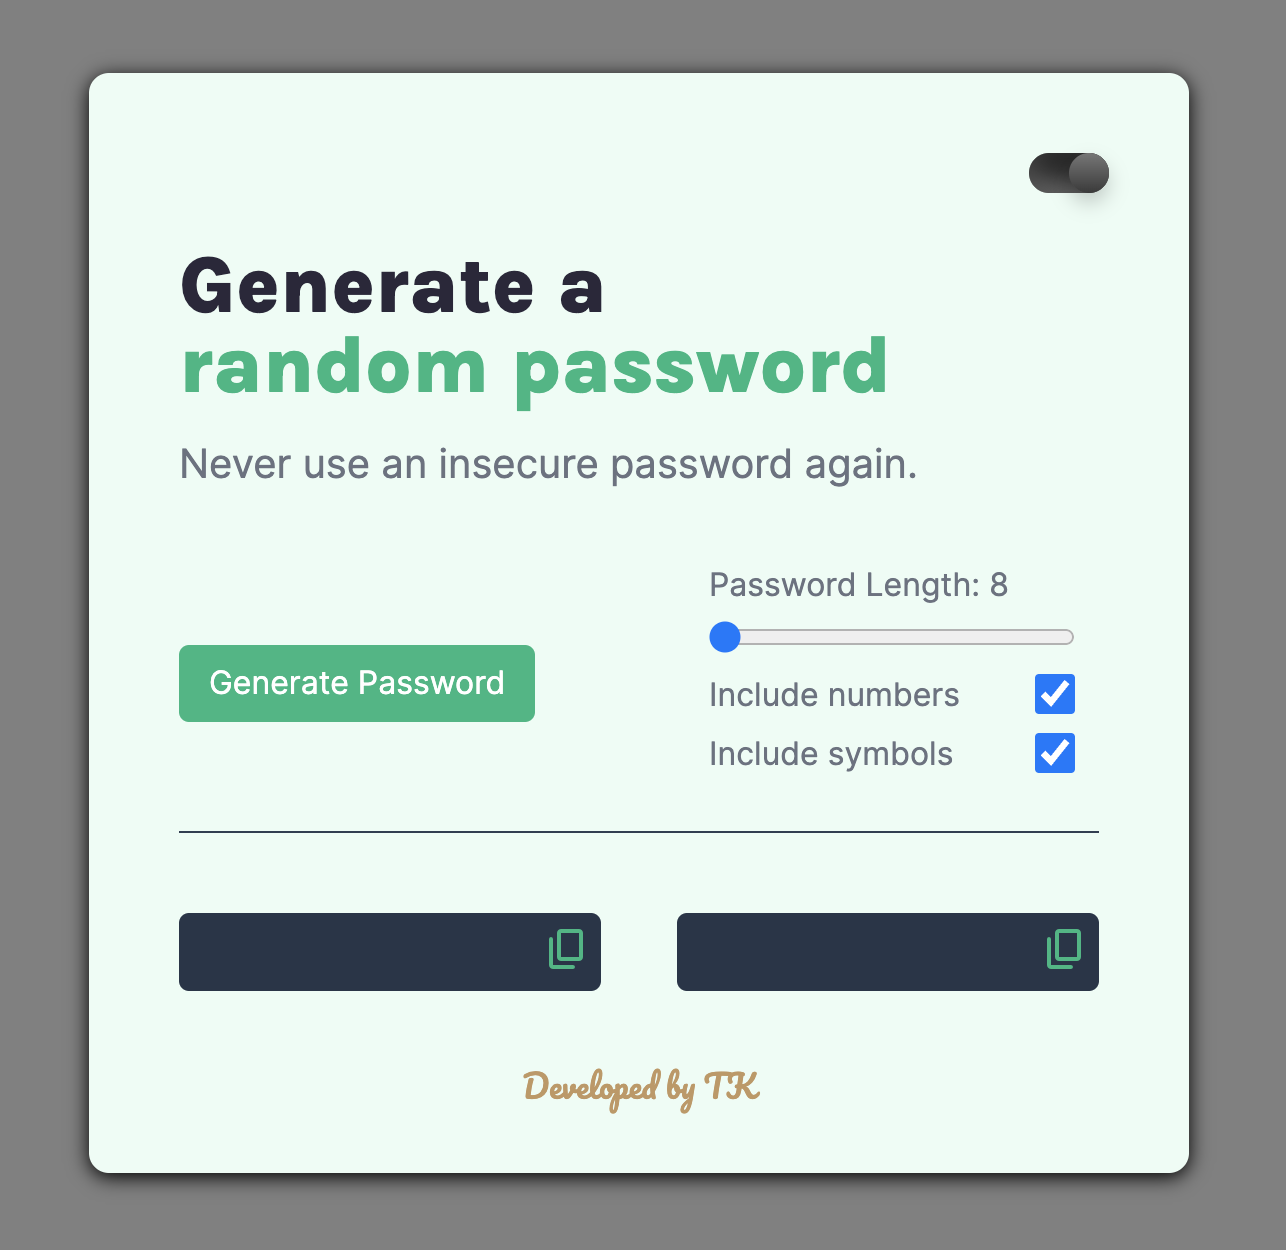 Generate a
random password
Never use an insecure password again.
Password Length: 8
Generate Password
Include numbers
Include symbols
Developed by TK